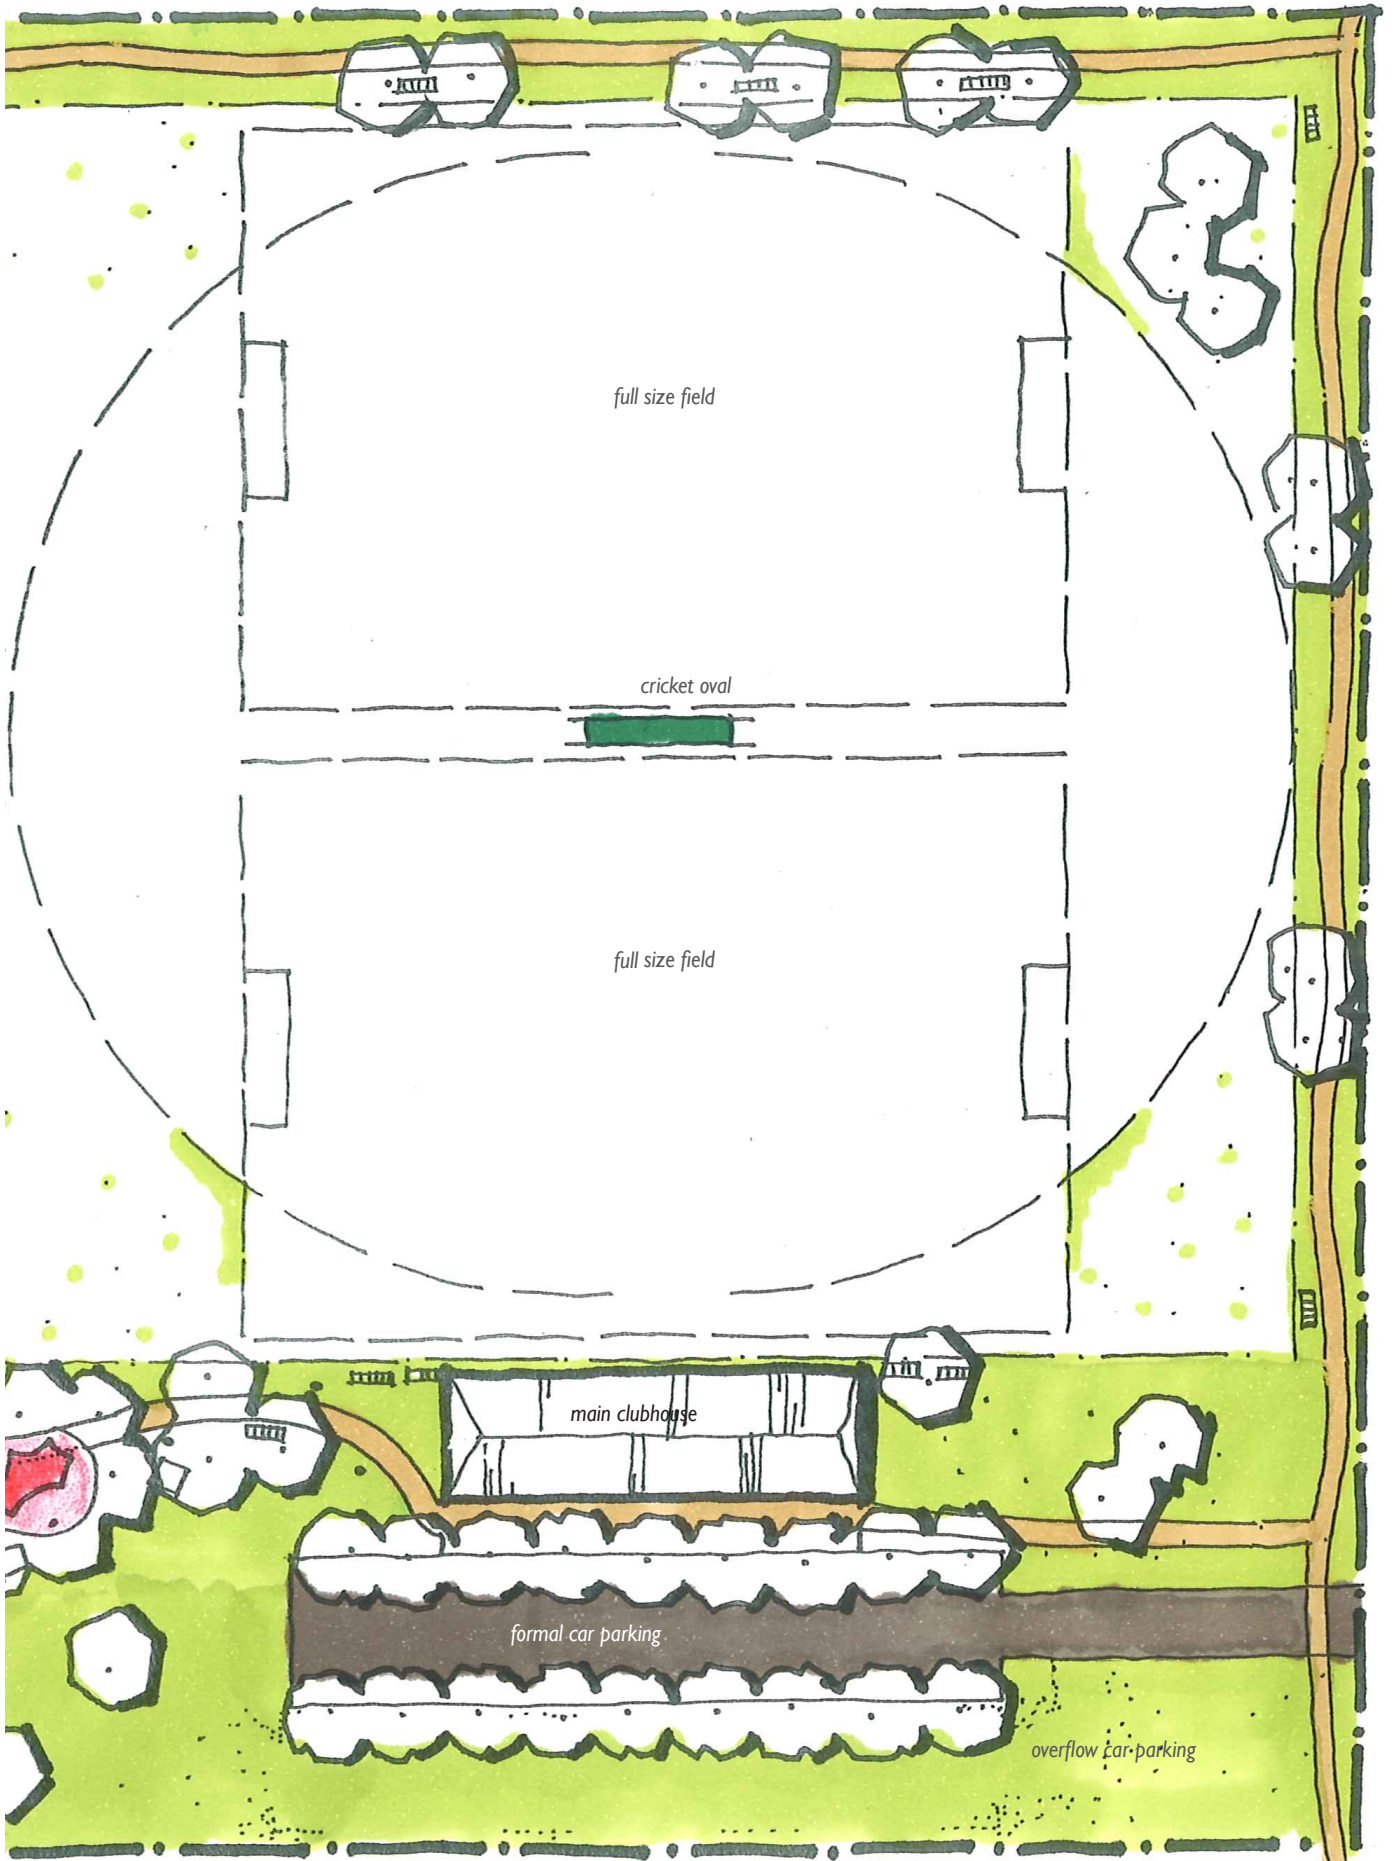 full size field
cricket oval
full size field
main clubhouse
formal car parking
overflow car parking